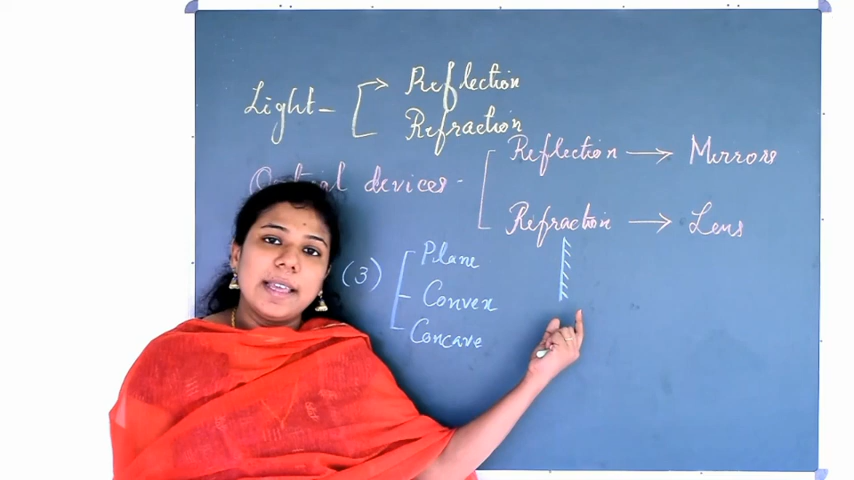 Light - Reflection
Refraction
Optical devices - Reflection → Mirrors
Refraction → Lens
(3) Plane
Convex
Concave